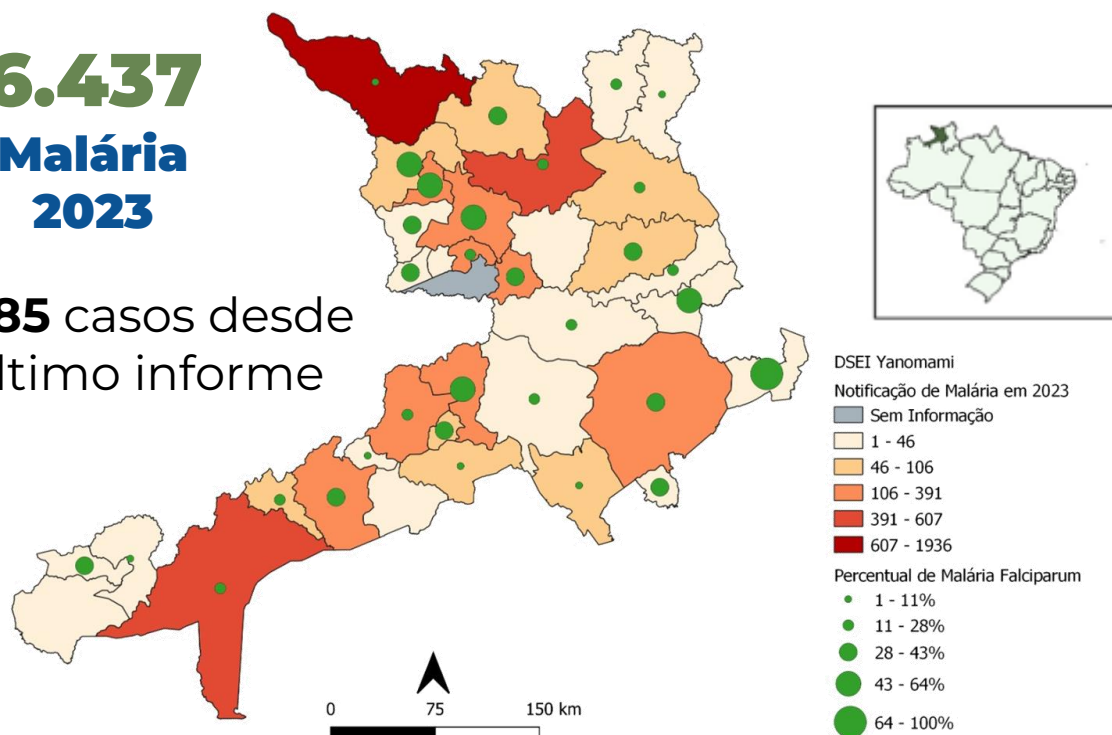 6.437
Malária
2023
85 casos desde
ltimo informe
DSEI Yanomami
Notificação de Malária em 2023
Sem Informação
1 - 46
46 - 106
106 - 391
391 - 607
607 - 1936
Percentual de Malária Falciparum
1 - 11%
11 - 28%
28 - 43%
43 - 64%
64 - 100%
0 75 150 km